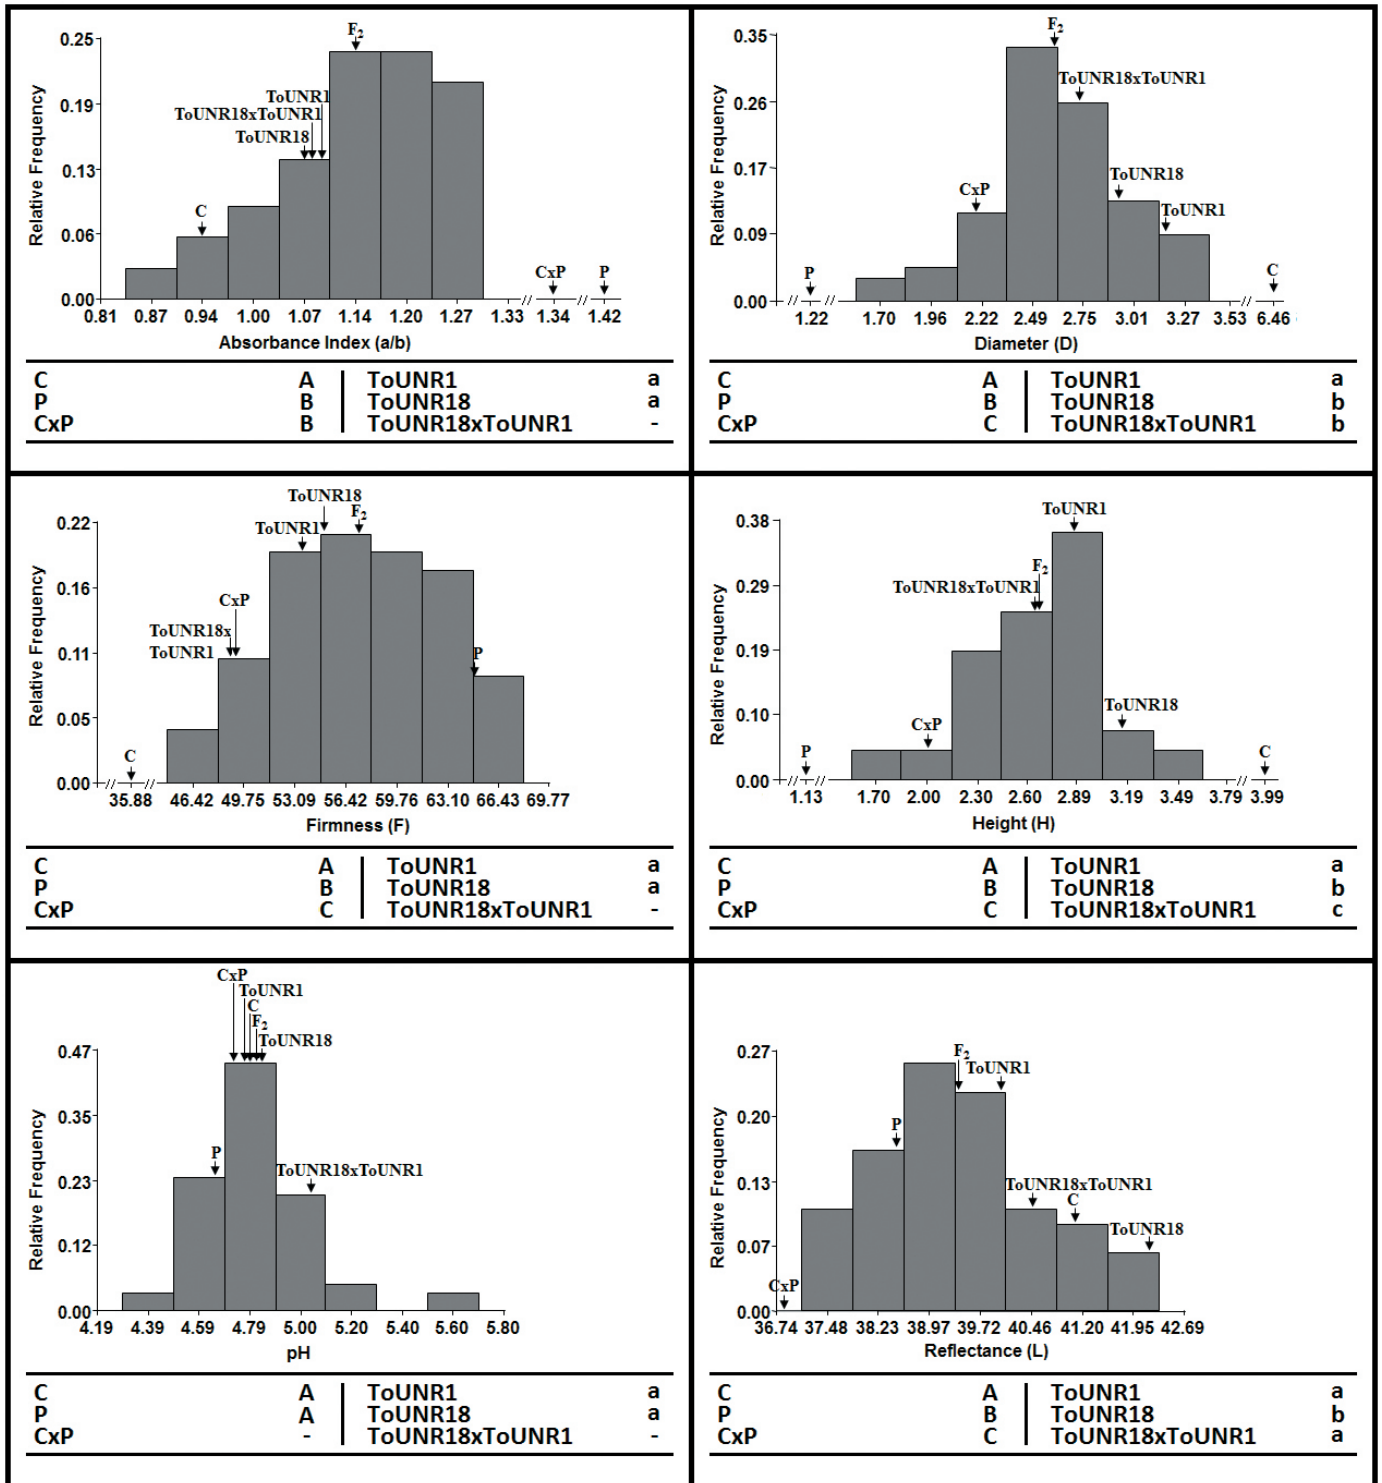 0.25
0.19
0.13
0.06
0.00
Relative Frequency
F2
ToUNR1
ToUNR18xToUNR1
ToUNR18
C
CxP P
0.81 0.87 0.94 1.00 1.07 1.14 1.20 1.27 1.33 1.34 1.42
Absorbance Index (a/b)
C A ToUNR1 a
P B ToUNR18 a
CxP B ToUNR18xToUNR1 -
0.35
0.26
0.17
0.09
0.00
Relative Frequency
F2
ToUNR18xToUNR1
CxP ToUNR18
ToUNR1
P C
1.22 1.70 1.96 2.22 2.49 2.75 3.01 3.27 3.53 6.46
Diameter (D)
C A ToUNR1 a
P B ToUNR18 b
CxP C ToUNR18xToUNR1 b
0.22
0.16
0.11
0.05
0.00
Relative Frequency
ToUNR18
F2
ToUNR1
CxP
ToUNR18x
ToUNR1
P
C
35.88 46.42 49.75 53.09 56.42 59.76 63.10 66.43 69.77
Firmness (F)
C A ToUNR1 a
P B ToUNR18 a
CxP C ToUNR18xToUNR1 -
0.38
0.29
0.19
0.10
0.00
Relative Frequency
ToUNR1
F2
ToUNR18xToUNR1
ToUNR18
CxP
P C
1.13 1.70 2.00 2.30 2.60 2.89 3.19 3.49 3.79 3.99
Height (H)
C A ToUNR1 a
P B ToUNR18 b
CxP C ToUNR18xToUNR1 c
0.47
0.35
0.23
0.12
0.00
Relative Frequency
CxP
ToUNR1
C
F2
ToUNR18
P
ToUNR18xToUNR1
4.19 4.39 4.59 4.79 5.00 5.20 5.40 5.60 5.80
pH
C A ToUNR1 a
P A ToUNR18 a
CxP - ToUNR18xToUNR1 -
0.27
0.20
0.13
0.07
0.00
Relative Frequency
F2
ToUNR1
P
ToUNR18xToUNR1
C
ToUNR18
CxP
36.74 37.48 38.23 38.97 39.72 40.46 41.20 41.95 42.69
Reflectance (L)
C A ToUNR1 a
P B ToUNR18 b
CxP C ToUNR18xToUNR1 a